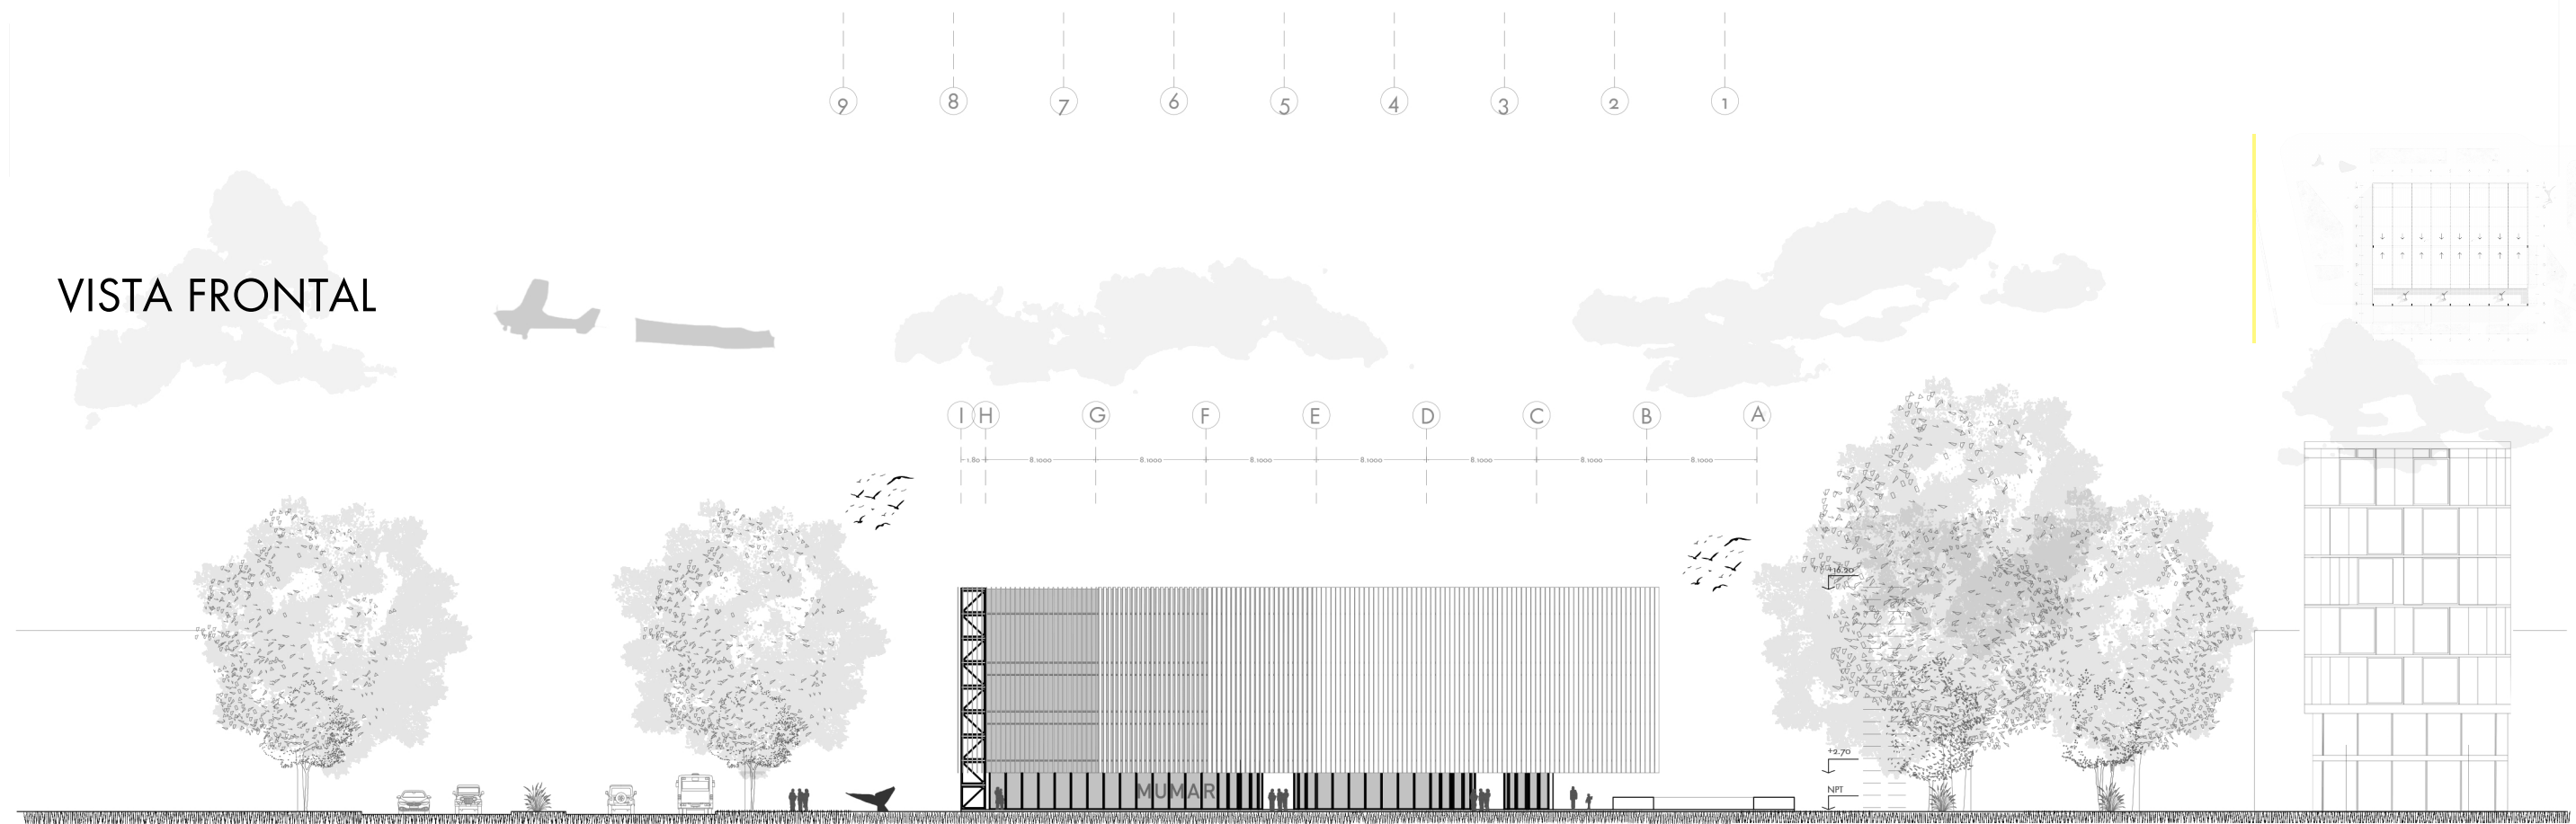 9 8 7 6 5 4 3 2 1
VISTA FRONTAL
I H G F E D C B A
1.80 8.1000 8.1000 8.1000 8.1000 8.1000 8.1000 8.1000
+16.20
+2.70
MUMAR
NPT